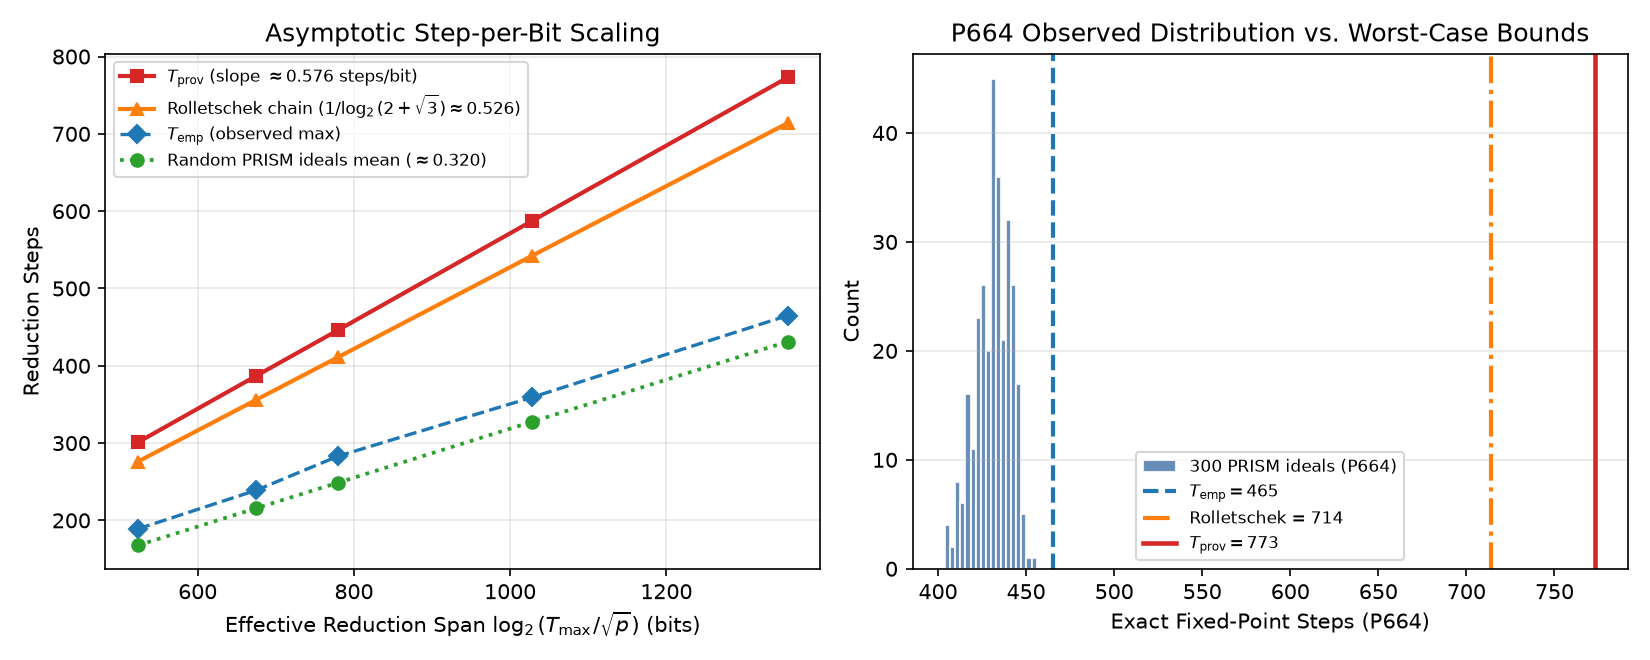 Asymptotic Step-per-Bit Scaling
800
700
600
500
400
300
200
Reduction Steps
T_prov (slope ≈0.576 steps/bit)
Rolletschek chain (1/log₂(2+√3)≈0.526)
T_emp (observed max)
Random PRISM ideals mean (≈0.320)
600 800 1000 1200
Effective Reduction Span log₂(T_max/√p) (bits)
P664 Observed Distribution vs. Worst-Case Bounds
40
30
20
10
0
Count
300 PRISM ideals (P664)
T_emp = 465
Rolletschek = 714
T_prov = 773
400 450 500 550 600 650 700 750
Exact Fixed-Point Steps (P664)